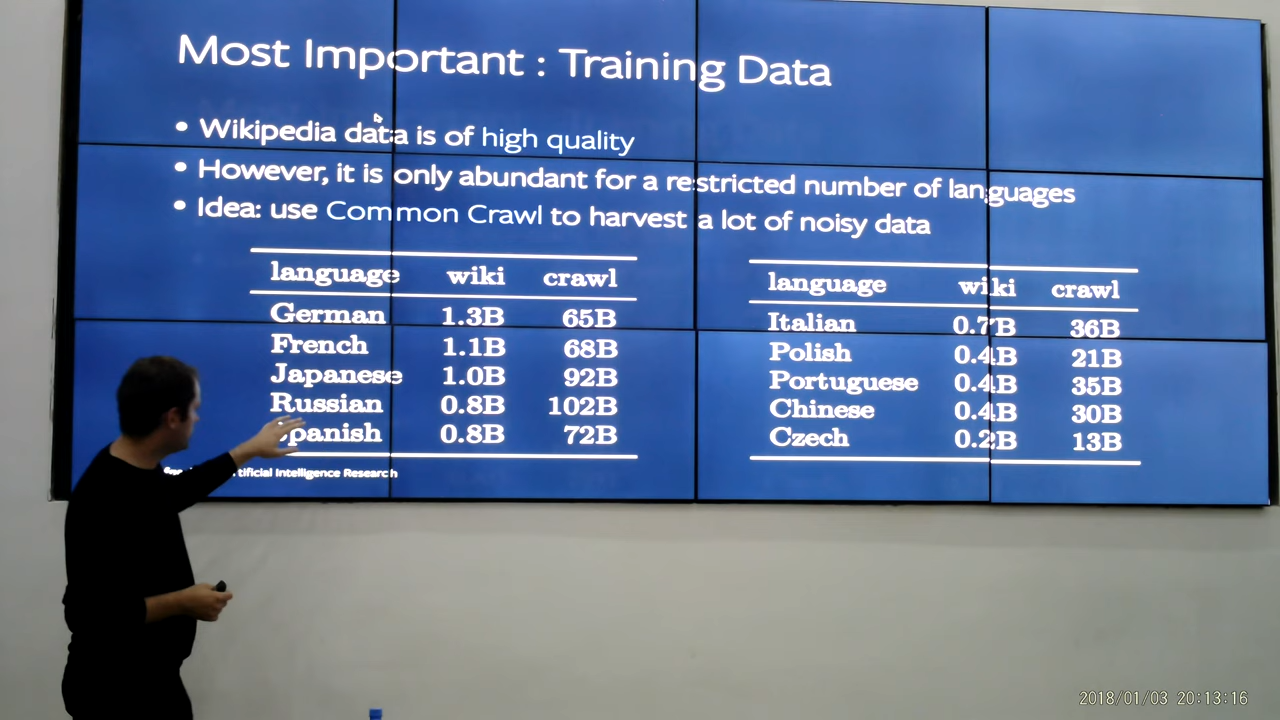 Most Important : Training Data
• Wikipedia data is of high quality
• However, it is only abundant for a restricted number of languages
• Idea: use Common Crawl to harvest a lot of noisy data
language wiki crawl
German 1.3B 65B
French 1.1B 68B
Japanese 1.0B 92B
Russian 0.8B 102B
Spanish 0.8B 72B
language wiki crawl
Italian 0.7B 36B
Polish 0.4B 21B
Portuguese 0.4B 35B
Chinese 0.4B 30B
Czech 0.2B 13B
tificial Intelligence Research
2018/01/03 20:13:16